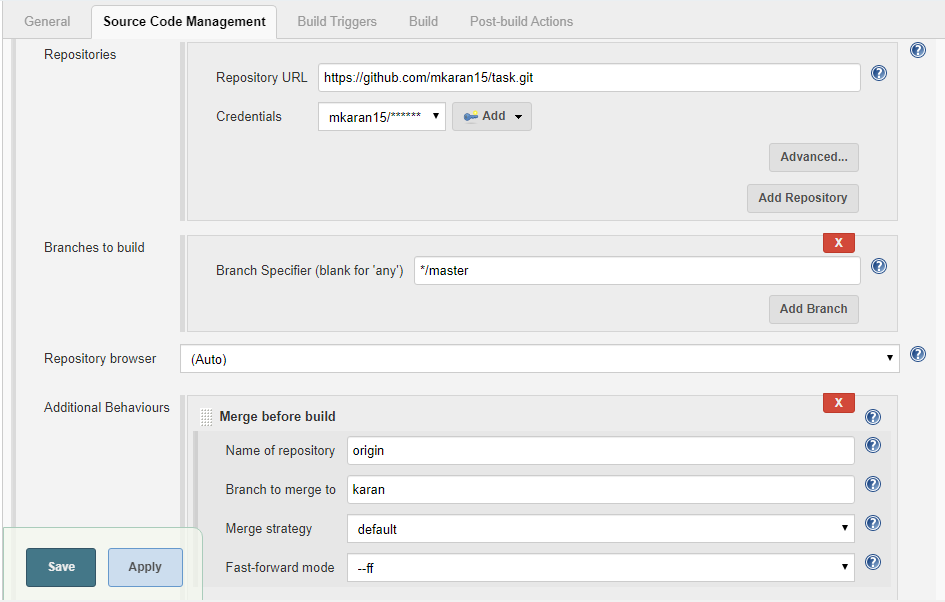 General Source Code Management Build Triggers Build Post-build Actions
Repositories
Repository URL https://github.com/mkaran15/task.git
Credentials mkaran15/****** Add
Advanced...
Add Repository
Branches to build
X
Branch Specifier (blank for 'any') */master
Add Branch
Repository browser (Auto)
Additional Behaviours
X
Merge before build
Name of repository origin
Branch to merge to karan
Merge strategy default
Fast-forward mode --ff
Save Apply